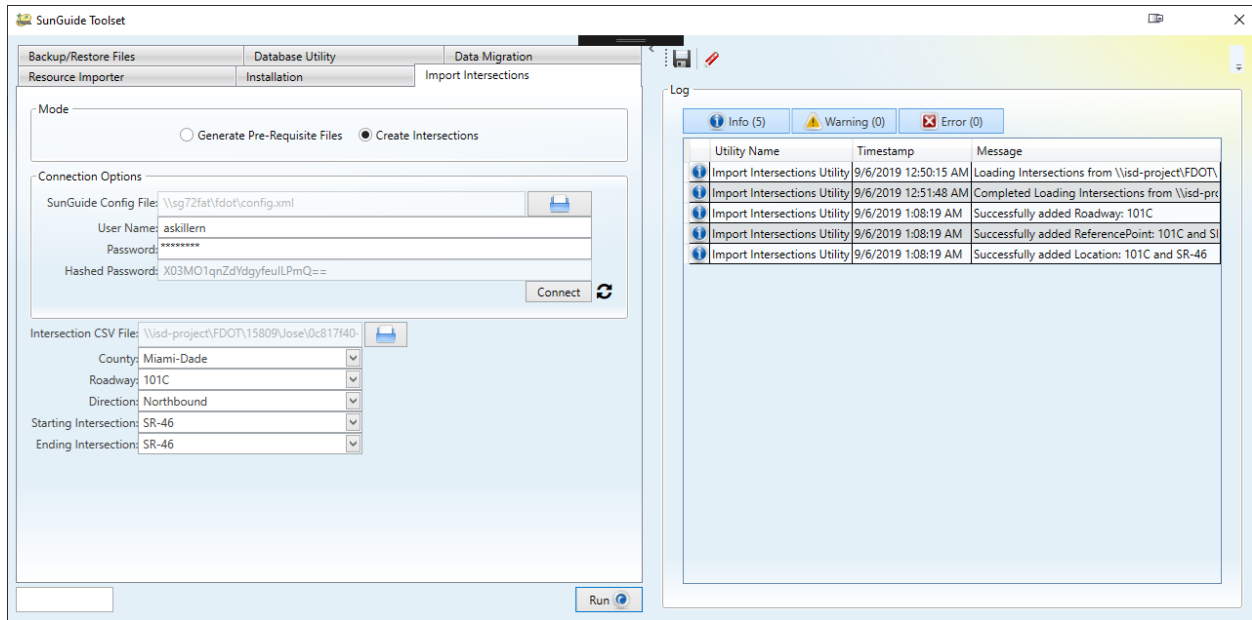 SunGuide Toolset
Backup/Restore Files Database Utility Data Migration
Resource Importer Installation Import Intersections
Mode
Generate Pre-Requisite Files Create Intersections
Connection Options
SunGuide Config File: \\sg72fat\fdot\config.xml
User Name: askillern
Password: ********
Hashed Password: X03MO1qnZdYdgyfeuILPmQ==
Connect
Intersection CSV File: \\isd-project\FDOT\15809\Jose\0c817f40-
County: Miami-Dade
Roadway: 101C
Direction: Northbound
Starting Intersection: SR-46
Ending Intersection: SR-46
Run
Log
Info (5) Warning (0) Error (0)
Utility Name Timestamp Message
Import Intersections Utility 9/6/2019 12:50:15 AM Loading Intersections from \\isd-project\FDOT\
Import Intersections Utility 9/6/2019 12:51:48 AM Completed Loading Intersections from \\isd-pro
Import Intersections Utility 9/6/2019 1:08:19 AM Successfully added Roadway: 101C
Import Intersections Utility 9/6/2019 1:08:19 AM Successfully added ReferencePoint: 101C and SI
Import Intersections Utility 9/6/2019 1:08:19 AM Successfully added Location: 101C and SR-46